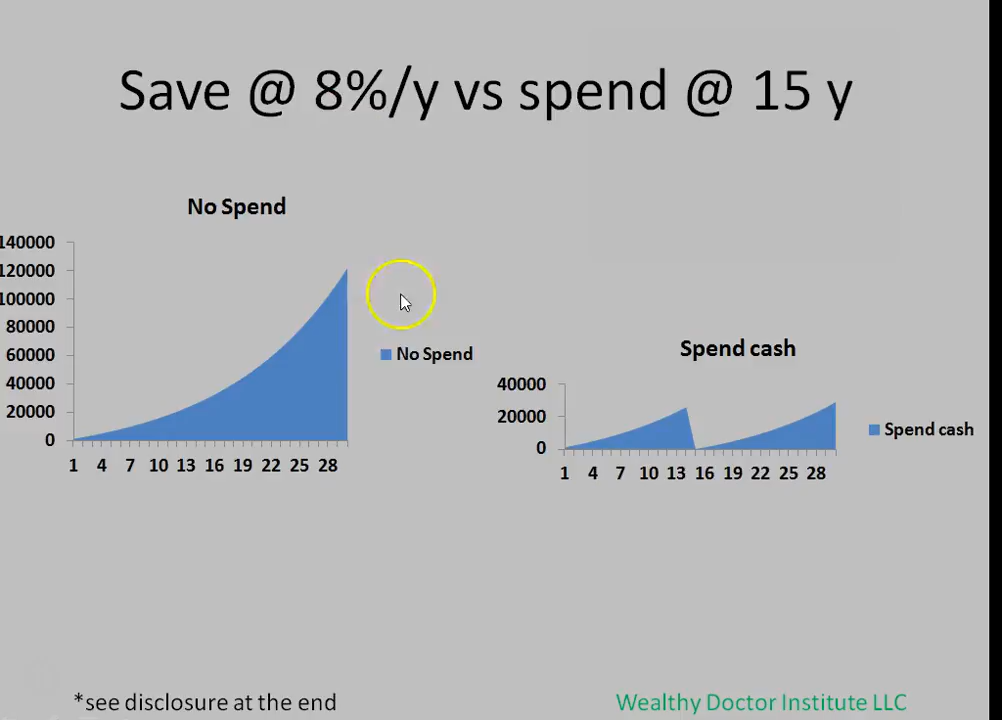 Save @ 8%/y vs spend @ 15 y
No Spend
140000
120000
100000
80000
60000
40000
20000
0
1 4 7 10 13 16 19 22 25 28
No Spend
Spend cash
40000
20000
0
1 4 7 10 13 16 19 22 25 28
Spend cash
*see disclosure at the end
Wealthy Doctor Institute LLC